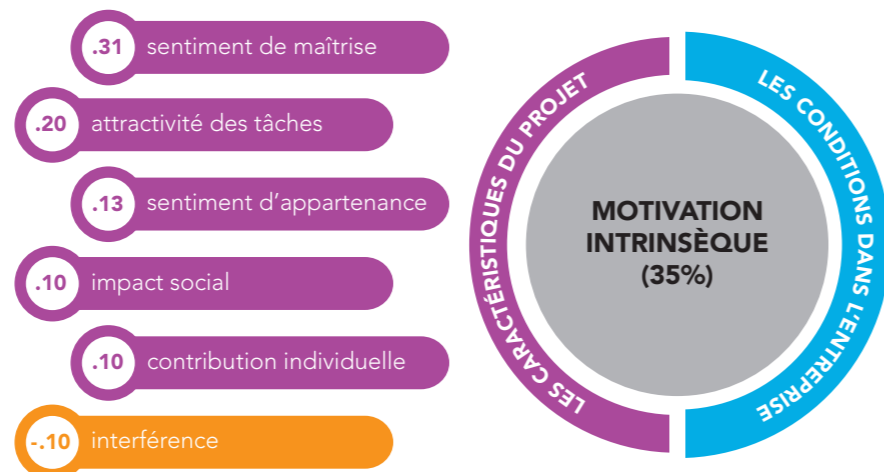 .31 sentiment de maîtrise
.20 attractivité des tâches
.13 sentiment d'appartenance
.10 impact social
.10 contribution individuelle
-.10 interférence
LES CARACTÉRISTIQUES DU PROJET
MOTIVATION
INTRINSÈQUE
(35%)
LES CONDITIONS DANS L'ENTREPRISE